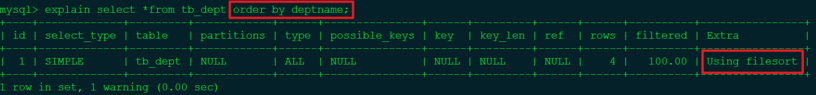 mysql> explain select *from tb_dept order by deptname;
+----+-------------+---------+------------+------+---------------+------+---------+------+------+----------+----------------+
| id | select_type | table | partitions | type | possible_keys | key | key_len | ref | rows | filtered | Extra |
+----+-------------+---------+------------+------+---------------+------+---------+------+------+----------+----------------+
| 1 | SIMPLE | tb_dept | NULL | ALL | NULL | NULL | NULL | NULL | 4 | 100.00 | Using filesort |
+----+-------------+---------+------------+------+---------------+------+---------+------+------+----------+----------------+
1 row in set, 1 warning (0.00 sec)